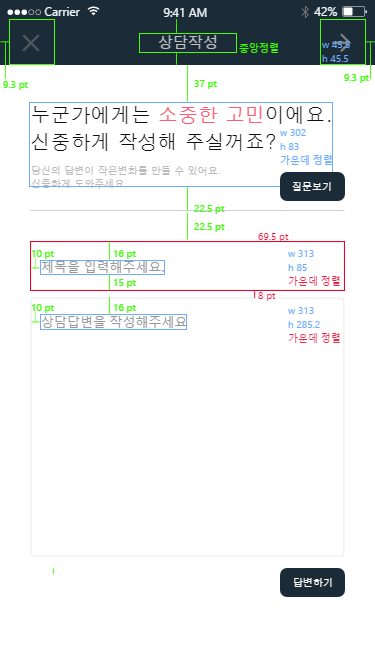 Carrier 9:41 AM 42%
상담작성 중앙정렬
w 45.5
h 45.5
9.3 pt 37 pt 9.3 pt
누군가에게는 소중한 고민이에요.
신중하게 작성해 주실꺼죠?
w 302
h 83
가운데 정렬
당신의 답변이 작은변화를 만들 수 있어요.
신중하게 도와주세요
질문보기
22.5 pt
22.5 pt
69.5 pt
10 pt 16 pt w 313
제목을 입력해주세요. h 85
15 pt 가운데 정렬
8 pt
10 pt 16 pt w 313
상담답변을 작성해주세요 h 285.2
가운데 정렬
답변하기